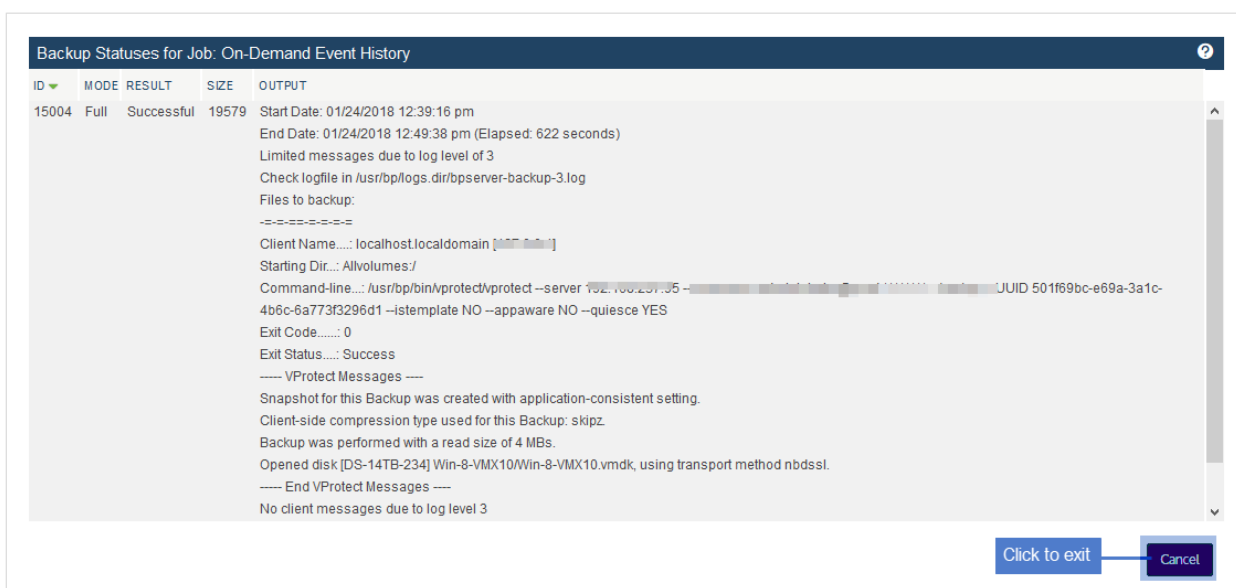 Backup Statuses for Job: On-Demand Event History ?
ID MODE RESULT SIZE OUTPUT
15004 Full Successful 19579 Start Date: 01/24/2018 12:39:16 pm
End Date: 01/24/2018 12:49:38 pm (Elapsed: 622 seconds)
Limited messages due to log level of 3
Check logfile in /usr/bp/logs.dir/bpserver-backup-3.log
Files to backup:
-=-=-==-=-=-=-=
Client Name....: localhost.localdomain [
Starting Dir...: Allvolumes:/
Command-line...: /usr/bp/bin/vprotect/vprotect --server UUID 501f69bc-e69a-3a1c-
4b6c-6a773f3296d1 --istemplate NO --appaware NO --quiesce YES
Exit Code......: 0
Exit Status....: Success
----- VProtect Messages ----
Snapshot for this Backup was created with application-consistent setting.
Client-side compression type used for this Backup: skipz.
Backup was performed with a read size of 4 MBs.
Opened disk [DS-14TB-234] Win-8-VMX10/Win-8-VMX10.vmdk, using transport method nbdssl.
----- End VProtect Messages ----
No client messages due to log level 3
Click to exit
Cancel